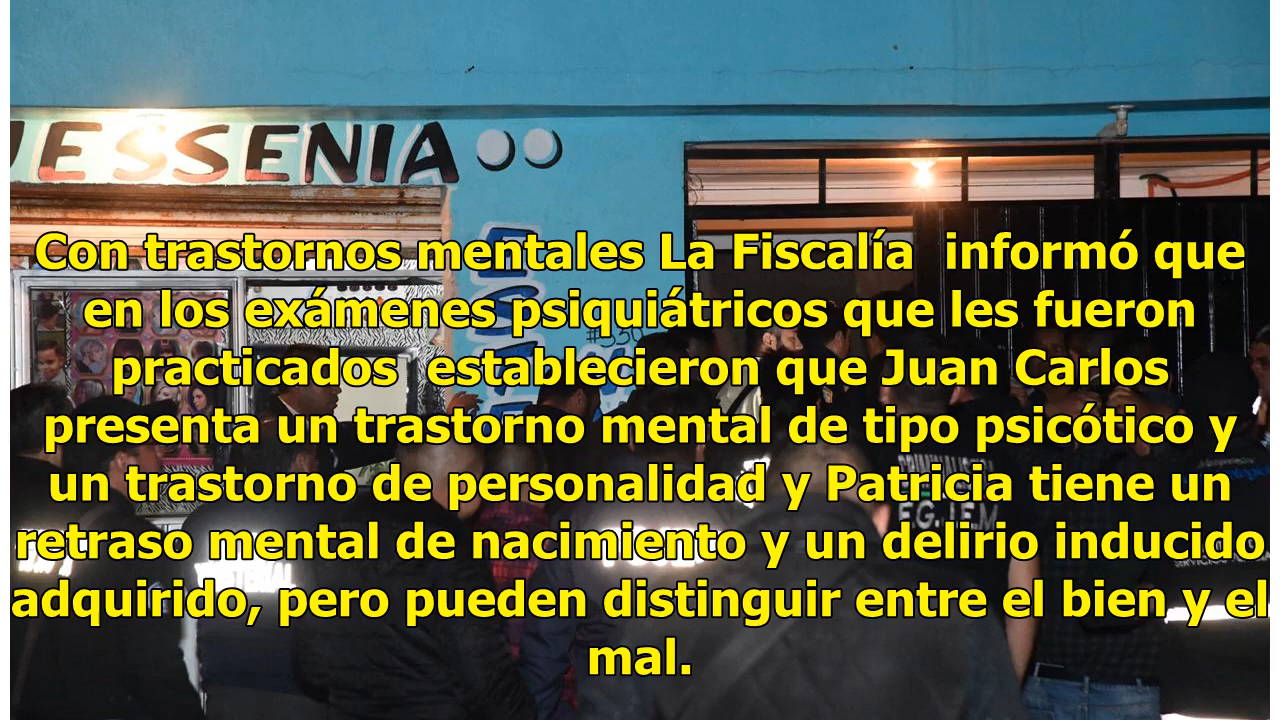 JESSENIA
Con trastornos mentales La Fiscalía informó que
en los exámenes psiquiátricos que les fueron
practicados establecieron que Juan Carlos
presenta un trastorno mental de tipo psicótico y
un trastorno de personalidad y Patricia tiene un
retraso mental de nacimiento y un delirio inducido
adquirido, pero pueden distinguir entre el bien y el
mal.
F.G.J.E.M.